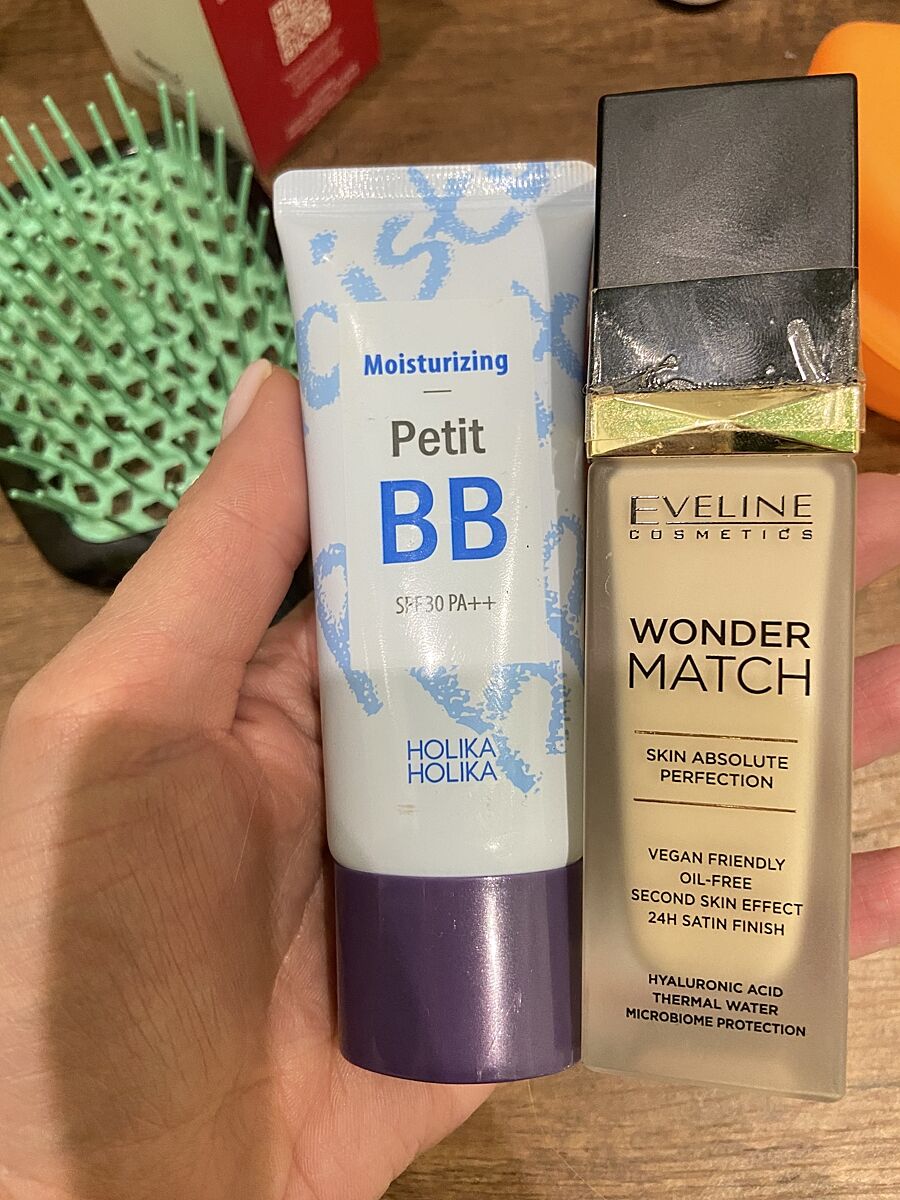 Moisturizing
Petit
BB
SPF30 PA++
HOLIKA
HOLIKA
EVELINE
COSMETICS
WONDER
MATCH
SKIN ABSOLUTE
PERFECTION
VEGAN FRIENDLY
OIL-FREE
SECOND SKIN EFFECT
24H SATIN FINISH
HYALURONIC ACID
THERMAL WATER
MICROBIOME PROTECTION